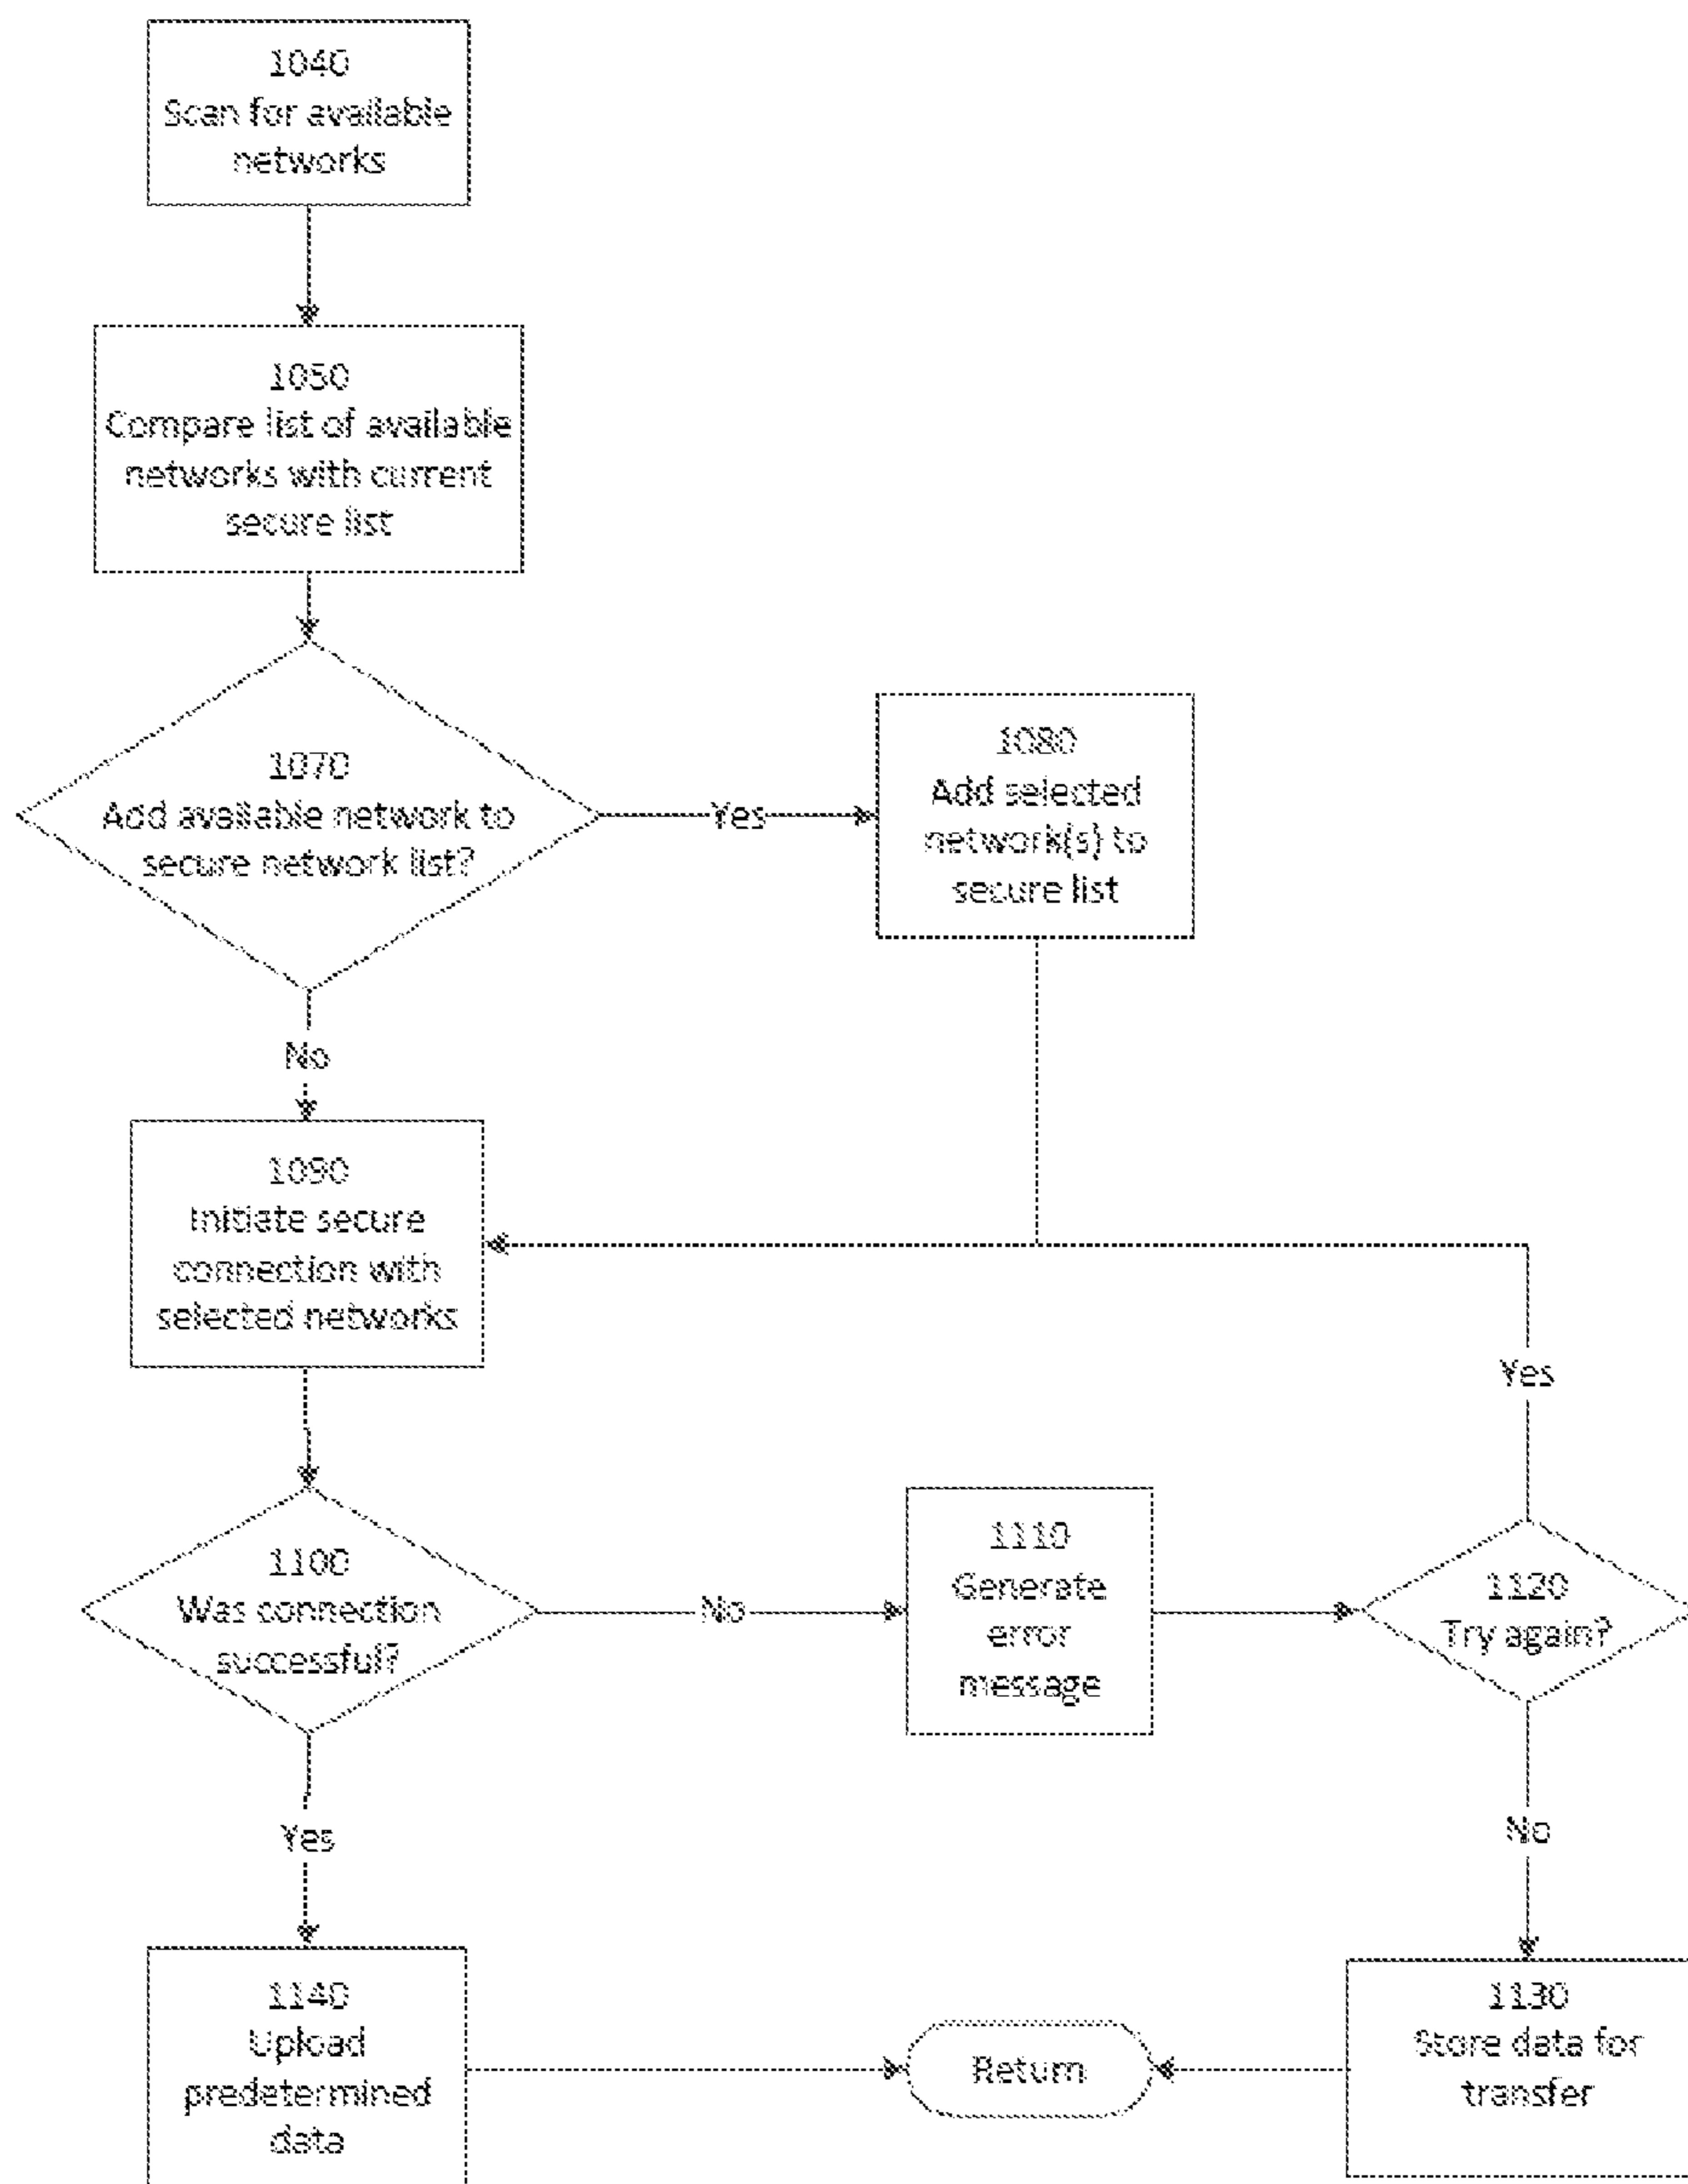 1040
Scan for available
networks
1050
Compare list of available
networks with current
secure list
1070
Add available network to
secure network list?
Yes
1080
Add selected
network(s) to
secure list
No
1090
Initiate secure
connection with
selected networks
Yes
1100
Was connection
successful?
No
1110
Generate
error
message
1120
Try again?
Yes
No
1140
Upload
predetermined
data
Return
1130
Store data for
transfer